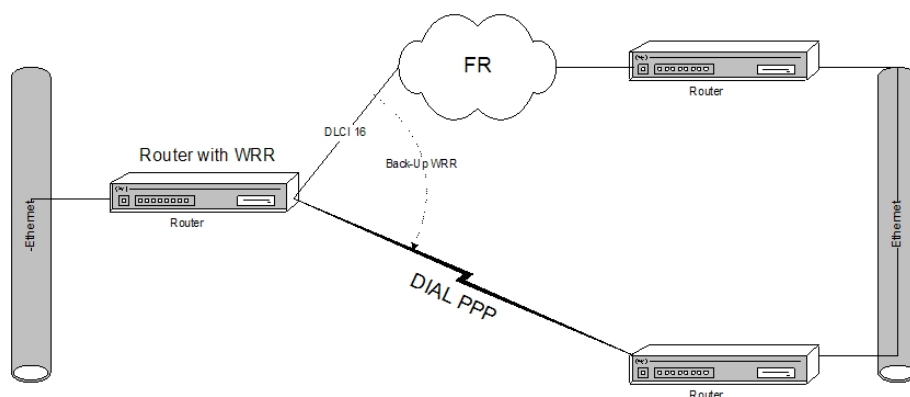 FR
Router
DLCI 16
Router with WRR
Back-Up WRR
Router
Ethernet
Ethernet
DIAL PPP
Router